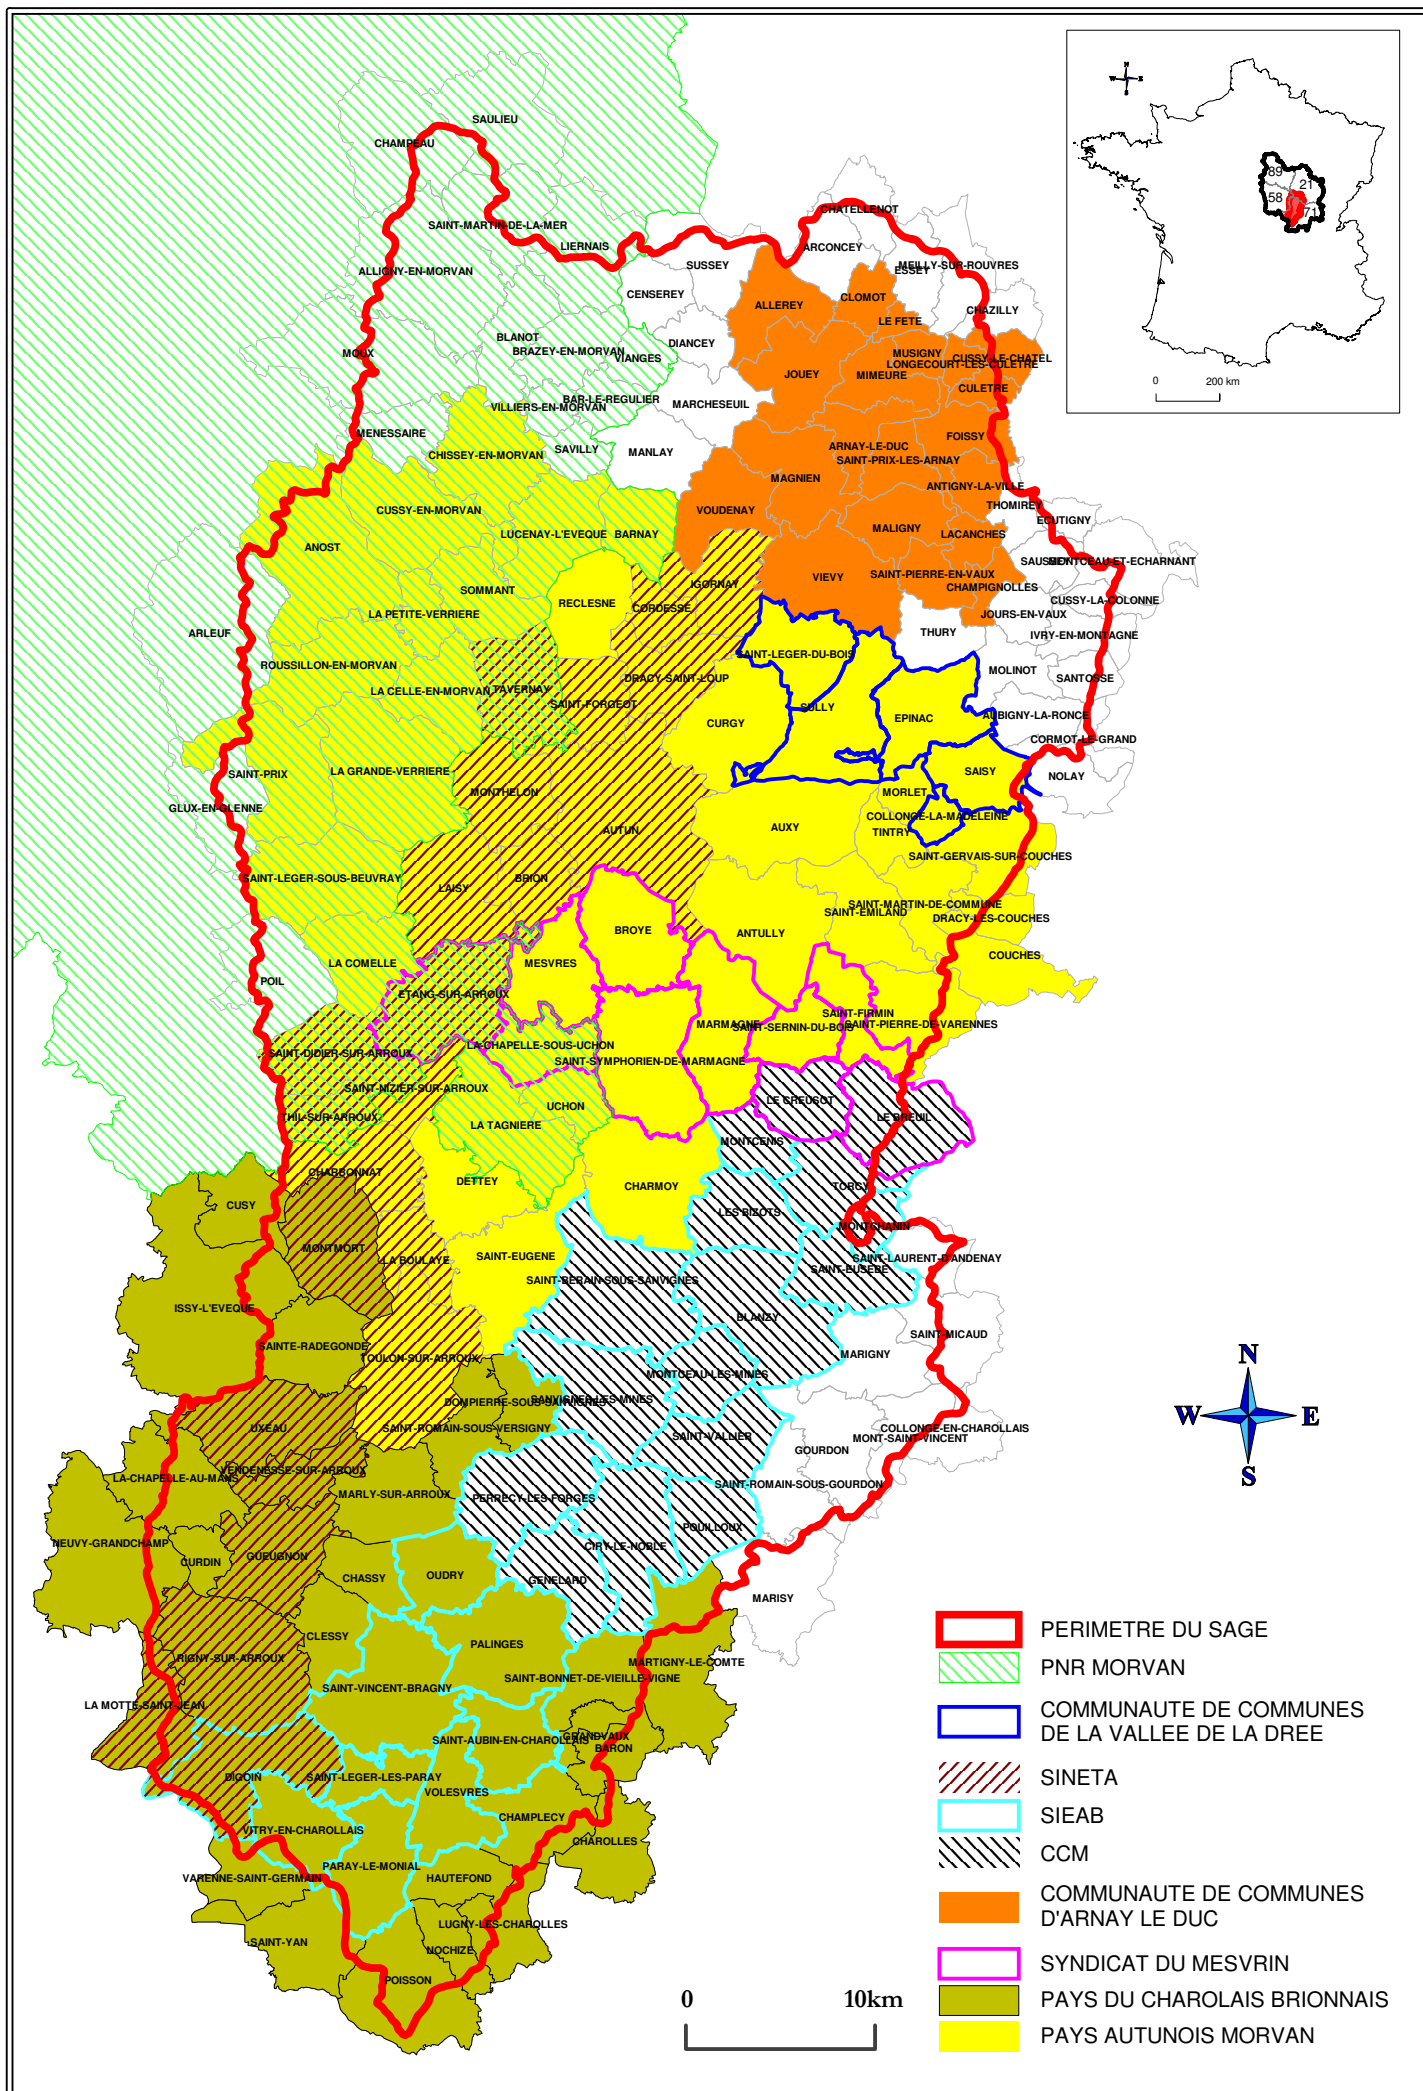 SAULIEU
CHAMPEAU
SAINT-MARTIN-DE-LA-MER
LIERNAIS
ALLIGNY-EN-MORVAN
CHATELLENOT
ARCONCEY
SUSSEY
ESSEY
MEILLY-SUR-ROUVRES
CENSEREY
CLOMOT
ALLEREY
CHAZILLY
LE FETE
BLANOT
BRAZEY-EN-MORVAN
MOUX
VIANGES
DIANCEY
MUSIGNY
CUSSY-LE-CHATEL
LONGECOURT-LES-CULETRE
JOUEY
MIMEURE
CULETRE
BAR-LE-REGULIER
VILLIERS-EN-MORVAN
MARCHESEUIL
MENESSAIRE
CHISSEY-EN-MORVAN
SAVILLY
MANLAY
ARNAY-LE-DUC
FOISSY
SAINT-PRIX-LES-ARNAY
MAGNIEN
ANTIGNY-LA-VILLE
CUSSY-EN-MORVAN
VOUDENAY
THOMIREY
ECUTIGNY
ANOST
LUCENAY-L'EVEQUE
BARNAY
MALIGNY
LACANCHES
MONTCEAU-ET-ECHARNANT
VIEVY
SAINT-PIERRE-EN-VAUX
CHAMPIGNOLLES
IGORNAY
SOMMANT
RECLESNE
CORDESSE
CUSSY-LA-COLONNE
LA PETITE-VERRIERE
JOURS-EN-VAUX
ARLEUF
THURY
IVRY-EN-MONTAGNE
ROUSSILLON-EN-MORVAN
SAINT-LEGER-DU-BOIS
MOLINOT
SANTOSSE
LA CELLE-EN-MORVAN
TAVERNAY
DRACY-SAINT-LOUP
SAINT-FORGEOT
SULLY
CURGY
EPINAC
AUBIGNY-LA-RONCE
CORMOT-LE-GRAND
SAINT-PRIX
LA GRANDE-VERRIERE
SAISY
NOLAY
MONTHELON
MORLET
GLUX-EN-GLENNE
COLLONGE-LA-MADELEINE
AUTUN
AUXY
TINTRY
SAINT-GERVAIS-SUR-COUCHES
SAINT-LEGER-SOUS-BEUVRAY
LAISY
BRION
SAINT-MARTIN-DE-COMMUNE
SAINT-EMILAND
DRACY-LES-COUCHES
BROYE
ANTULLY
COUCHES
LA COMELLE
MESVRES
POIL
ETANG-SUR-ARROUX
SAINT-FIRMIN
MARMAGNE
SAINT-SERNIN-DU-BOIS
SAINT-PIERRE-DE-VARENNES
LA-CHAPELLE-SOUS-UCHON
SAINT-DIDIER-SUR-ARROUX
SAINT-SYMPHORIEN-DE-MARMAGNE
SAINT-NIZIER-SUR-ARROUX
UCHON
LE CREUSOT
THIL-SUR-ARROUX
LA TAGNIERE
LE BREUIL
MONTCENIS
CHARBONNAT
DETTEY
CHARMOY
TORCY
CUSY
LES BIZOTS
MONTCHANIN
MONTMORT
LA BOULAYE
SAINT-EUGENE
SAINT-LAURENT-D'ANDENAY
SAINT-EUSEBE
SAINT-BERAIN-SOUS-SANVIGNES
ISSY-L'EVEQUE
BLANZY
SAINT-MICAUD
SAINTE-RADEGONDE
TOULON-SUR-ARROUX
MARIGNY
MONTCEAU-LES-MINES
DOMPIERRE-SOUS-SANVIGNES
SANVIGNES-LES-MINES
UXEAU
SAINT-ROMAIN-SOUS-VERSIGNY
SAINT-VALLIER
COLLONGE-EN-CHAROLLAIS
MONT-SAINT-VINCENT
GOURDON
LA-CHAPELLE-AU-MANS
VENDENESSE-SUR-ARROUX
SAINT-ROMAIN-SOUS-GOURDON
MARLY-SUR-ARROUX
PERRECY-LES-FORGES
POUILLOUX
NEUVY-GRANDCHAMP
CURDIN
GUEUGNON
CIRY-LE-NOBLE
CHASSY
OUDRY
GENELARD
MARISY
CLESSY
PALINGES
RIGNY-SUR-ARROUX
MARTIGNY-LE-COMTE
SAINT-BONNET-DE-VIEILLE-VIGNE
SAINT-VINCENT-BRAGNY
LA MOTTE-SAINT-JEAN
SAINT-AUBIN-EN-CHAROLLAIS
GRANDVAUX
BARON
DIGOIN
SAINT-LEGER-LES-PARAY
VOLESVRES
CHAMPLECY
VITRY-EN-CHAROLLAIS
CHAROLLES
PARAY-LE-MONIAL
VARENNE-SAINT-GERMAIN
HAUTEFOND
LUGNY-LES-CHAROLLES
SAINT-YAN
NOCHIZE
POISSON
N
W E
S
89
21
58
71
0 200 km
N
W E
S
PERIMETRE DU SAGE
PNR MORVAN
COMMUNAUTE DE COMMUNES
DE LA VALLEE DE LA DREE
SINETA
SIEAB
CCM
COMMUNAUTE DE COMMUNES
D'ARNAY LE DUC
SYNDICAT DU MESVRIN
PAYS DU CHAROLAIS BRIONNAIS
PAYS AUTUNOIS MORVAN
0 10km